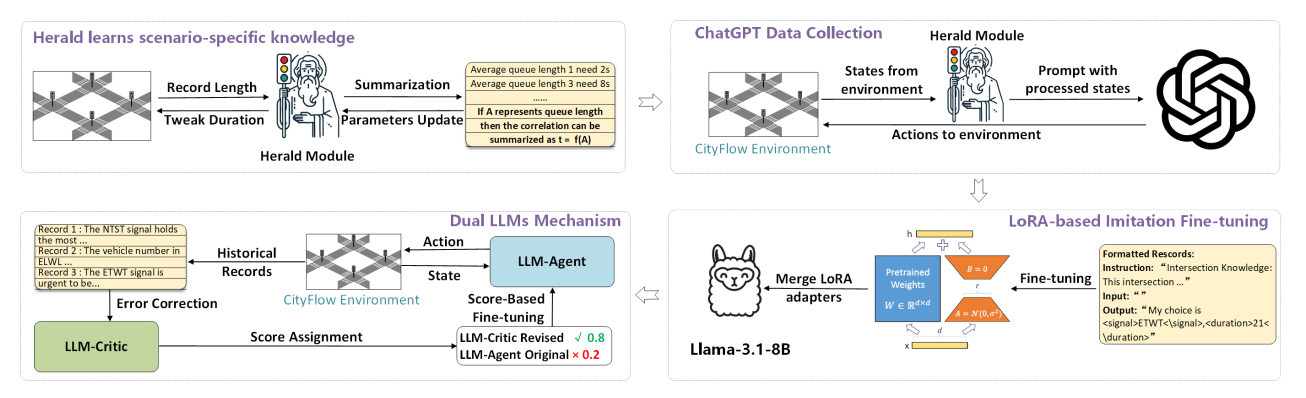 Herald learns scenario-specific knowledge
Record Length
Tweak Duration
Herald Module
Summarization
Parameters Update
Average queue length 1 need 2s
Average queue length 3 need 8s
......
If A represents queue length
then the correlation can be
summarized as t = f(A)
ChatGPT Data Collection
CityFlow Environment
States from
environment
Herald Module
Prompt with
processed states
Actions to environment
Dual LLMs Mechanism
Record 1 : The NTST signal holds
the most ...
Record 2 : The vehicle number in
ELWL ...
Record 3 : The ETWT signal is
urgent to be...
Historical
Records
CityFlow Environment
Action
State
LLM-Agent
Error Correction
LLM-Critic
Score Assignment
Score-Based
Fine-tuning
LLM-Critic Revised √ 0.8
LLM-Agent Original × 0.2
LoRA-based Imitation Fine-tuning
Llama-3.1-8B
Merge LoRA
adapters
h
Pretrained
Weights
W ∈ ℝ^{d×d}
B = 0
r
A = 𝒩(0, σ²)
d
x
Fine-tuning
Formatted Rescords:
Instruction: “Intersection Knowledge:
This intersection ...”
Input: “ ”
Output: “My choice is
<signal>ETWT<\signal>,<duration>21<
\duration>”